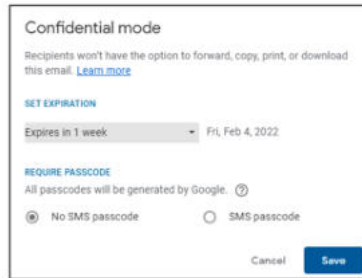 Confidential mode
Recipients won't have the option to forward, copy, print, or download
this email. Learn more
SET EXPIRATION
Expires in 1 week Fri, Feb 4, 2022
REQUIRE PASSCODE
All passcodes will be generated by Google.
No SMS passcode SMS passcode
Cancel Save